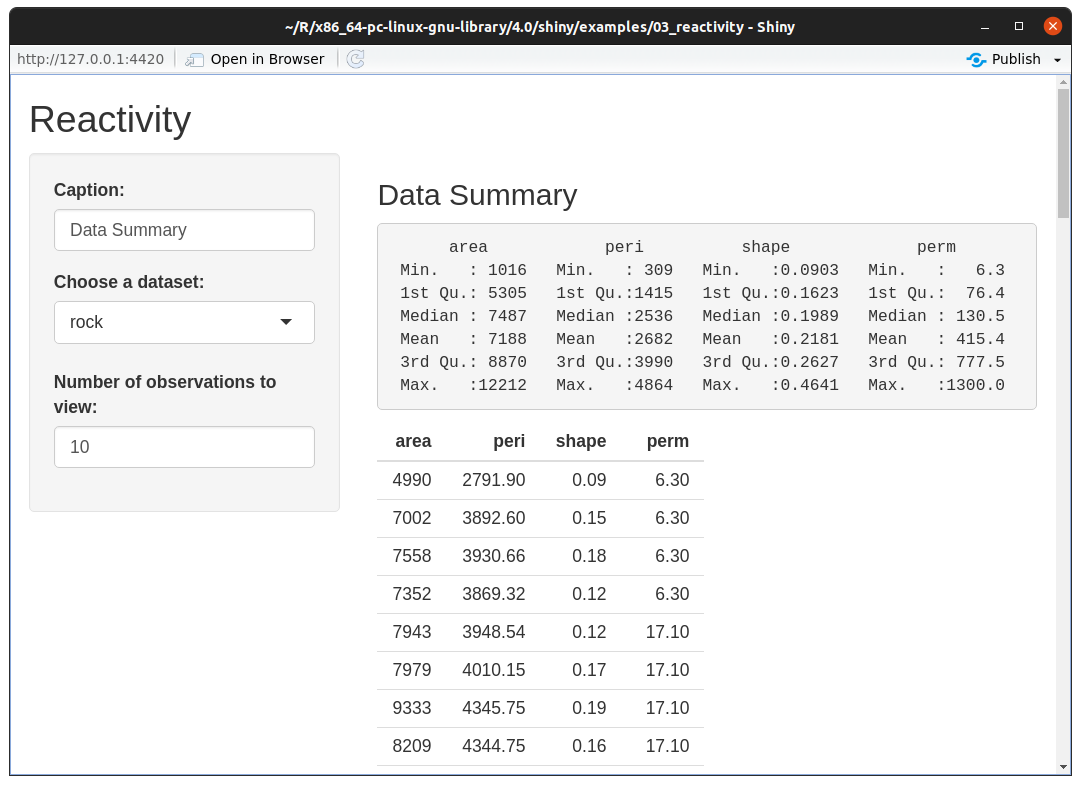 ~/R/x86_64-pc-linux-gnu-library/4.0/shiny/examples/03_reactivity - Shiny
http://127.0.0.1:4420 Open in Browser Publish
Reactivity
Caption:
Data Summary
Choose a dataset:
rock
Number of observations to
view:
10
Data Summary
area peri shape perm
Min. : 1016 Min. : 309 Min. :0.0903 Min. : 6.3
1st Qu.: 5305 1st Qu.:1415 1st Qu.:0.1623 1st Qu.: 76.4
Median : 7487 Median :2536 Median :0.1989 Median : 130.5
Mean : 7188 Mean :2682 Mean :0.2181 Mean : 415.4
3rd Qu.: 8870 3rd Qu.:3990 3rd Qu.:0.2627 3rd Qu.: 777.5
Max. :12212 Max. :4864 Max. :0.4641 Max. :1300.0
area peri shape perm
4990 2791.90 0.09 6.30
7002 3892.60 0.15 6.30
7558 3930.66 0.18 6.30
7352 3869.32 0.12 6.30
7943 3948.54 0.12 17.10
7979 4010.15 0.17 17.10
9333 4345.75 0.19 17.10
8209 4344.75 0.16 17.10